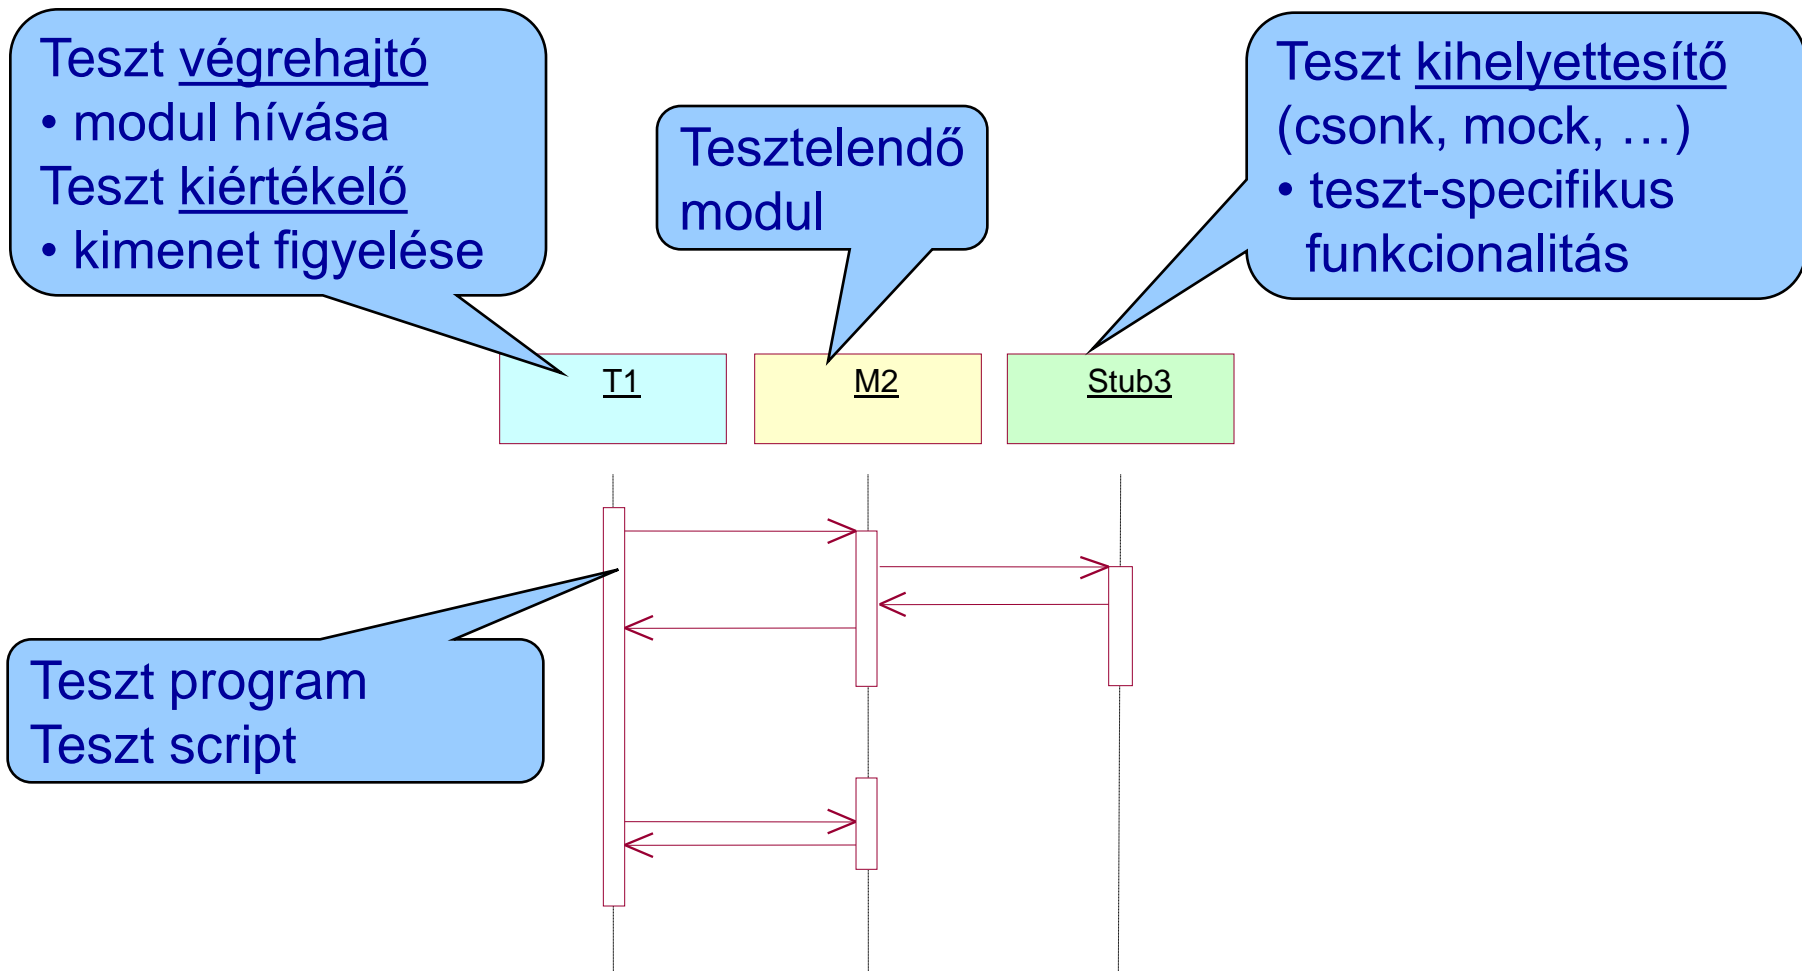 Teszt végrehajtó
• modul hívása
Teszt kiértékelő
• kimenet figyelése
Tesztelendő
modul
Teszt kihelyettesítő
(csonk, mock, …)
• teszt-specifikus
funkcionalitás
T1
M2
Stub3
Teszt program
Teszt script